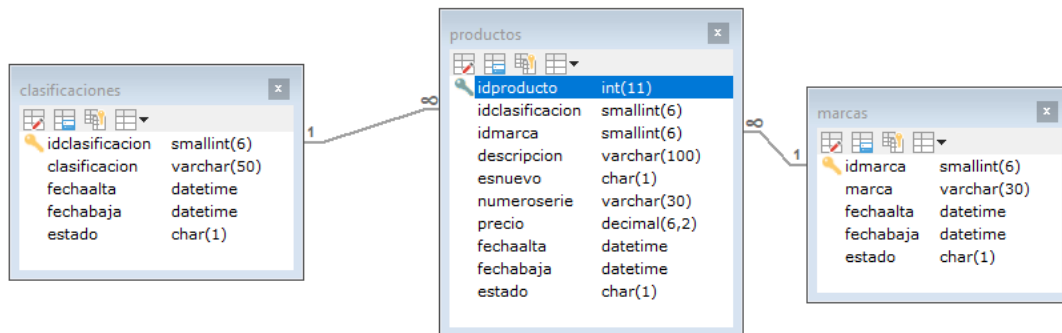 clasificaciones
idclasificacion smallint(6)
clasificacion varchar(50)
fechaalta datetime
fechabaja datetime
estado char(1)
1
∞
productos
idproducto int(11)
idclasificacion smallint(6)
idmarca smallint(6)
descripcion varchar(100)
esnuevo char(1)
numeroserie varchar(30)
precio decimal(6,2)
fechaalta datetime
fechabaja datetime
estado char(1)
∞
1
marcas
idmarca smallint(6)
marca varchar(30)
fechaalta datetime
fechabaja datetime
estado char(1)